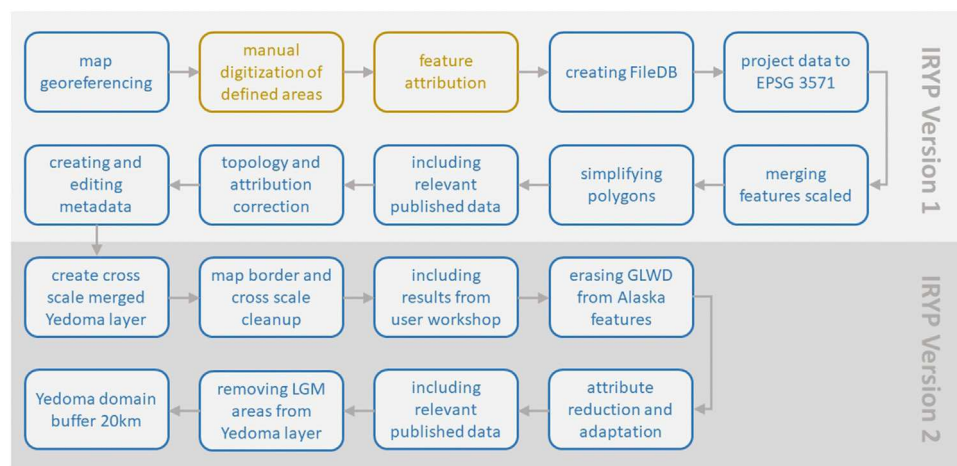 map
georeferencing
manual
digitization of
defined areas
feature
attribution
creating FileDB
project data to
EPSG 3571
IRYP Version 1
merging
features scaled
simplifying
polygons
including
relevant
published data
topology and
attribution
correction
creating and
editing
metadata
create cross
scale merged
Yedoma layer
map border and
cross scale
cleanup
including
results from
user workshop
erasing GLWD
from Alaska
features
IRYP Version 2
attribute
reduction and
adaptation
including
relevant
published data
removing LGM
areas from
Yedoma layer
Yedoma domain
buffer 20km